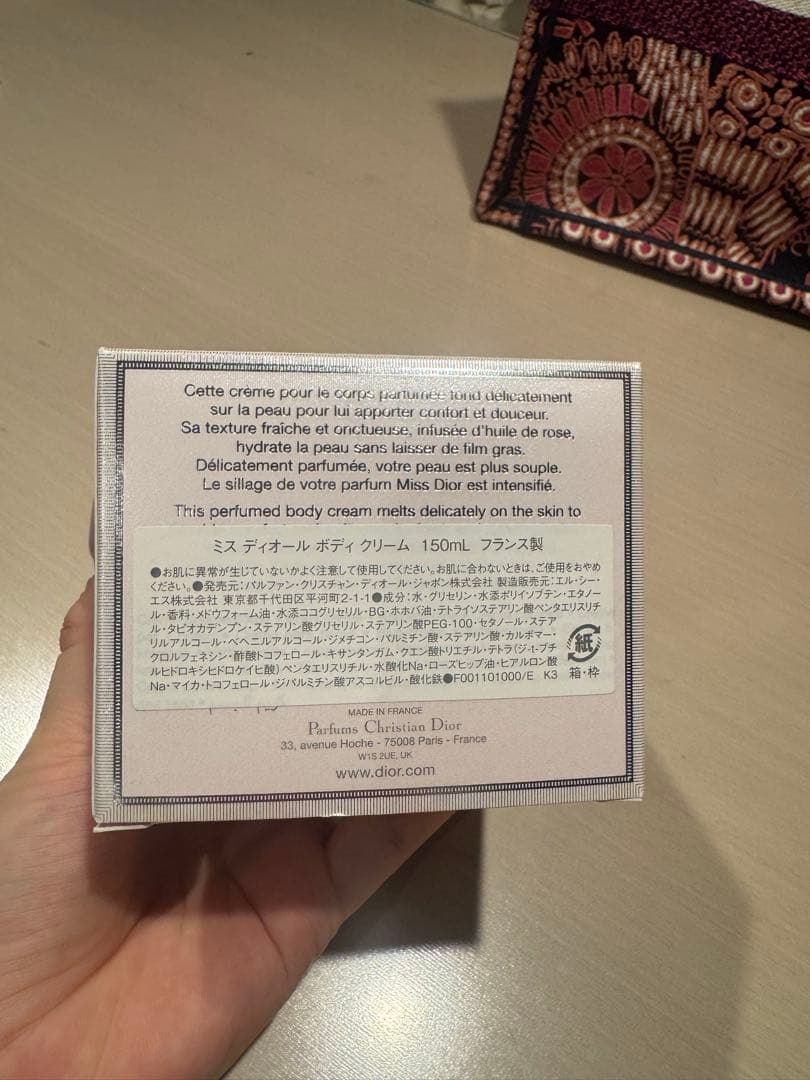 Cette crème pour le corps parfumée fond délicatement
sur la peau pour lui apporter confort et douceur.
Sa texture fraîche et onctueuse, infusée d'huile de rose,
hydrate la peau sans laisser de film gras.
Délicatement parfumée, votre peau est plus souple.
Le sillage de votre parfum Miss Dior est intensifié.
This perfumed body cream melts delicately on the skin to
ミス ディオール ボディ クリーム 150mL フランス製
●お肌に異常が生じていないかよく注意して使用してください。お肌に合わないときは、ご使用をおやめ
ください。●発売元:パルファン・クリスチャン・ディオール・ジャポン株式会社 製造販売元:エル・シー・
エス株式会社 東京都千代田区平河町2-1-1●成分:水・グリセリン・水添ポリイソブテン・エタノー
ル・香料・メドウフォーム油・水添ココグリセリル・BG・ホホバ油・テトライソステアリン酸ペンタエリスリチ
ル・タピオカデンプン・ステアリン酸グリセリル・ステアリン酸PEG-100・セタノール・ステア
リルアルコール・ベヘニルアルコール・ジメチコン・パルミチン酸・ステアリン酸・カルボマー・
クロルフェネシン・酢酸トコフェロール・キサンタンガム・クエン酸トリエチル・テトラ(ジ-t-ブチ
ルヒドロキシヒドロケイヒ酸)ペンタエリスリチル・水酸化Na・ローズヒップ油・ヒアルロン酸
Na・マイカ・トコフェロール・ジパルミチン酸アスコルビル・酸化鉄●F001101000/E K3
紙
箱・枠
MADE IN FRANCE
Parfums Christian Dior
33, avenue Hoche - 75008 Paris - France
W1S 2UE, UK
www.dior.com